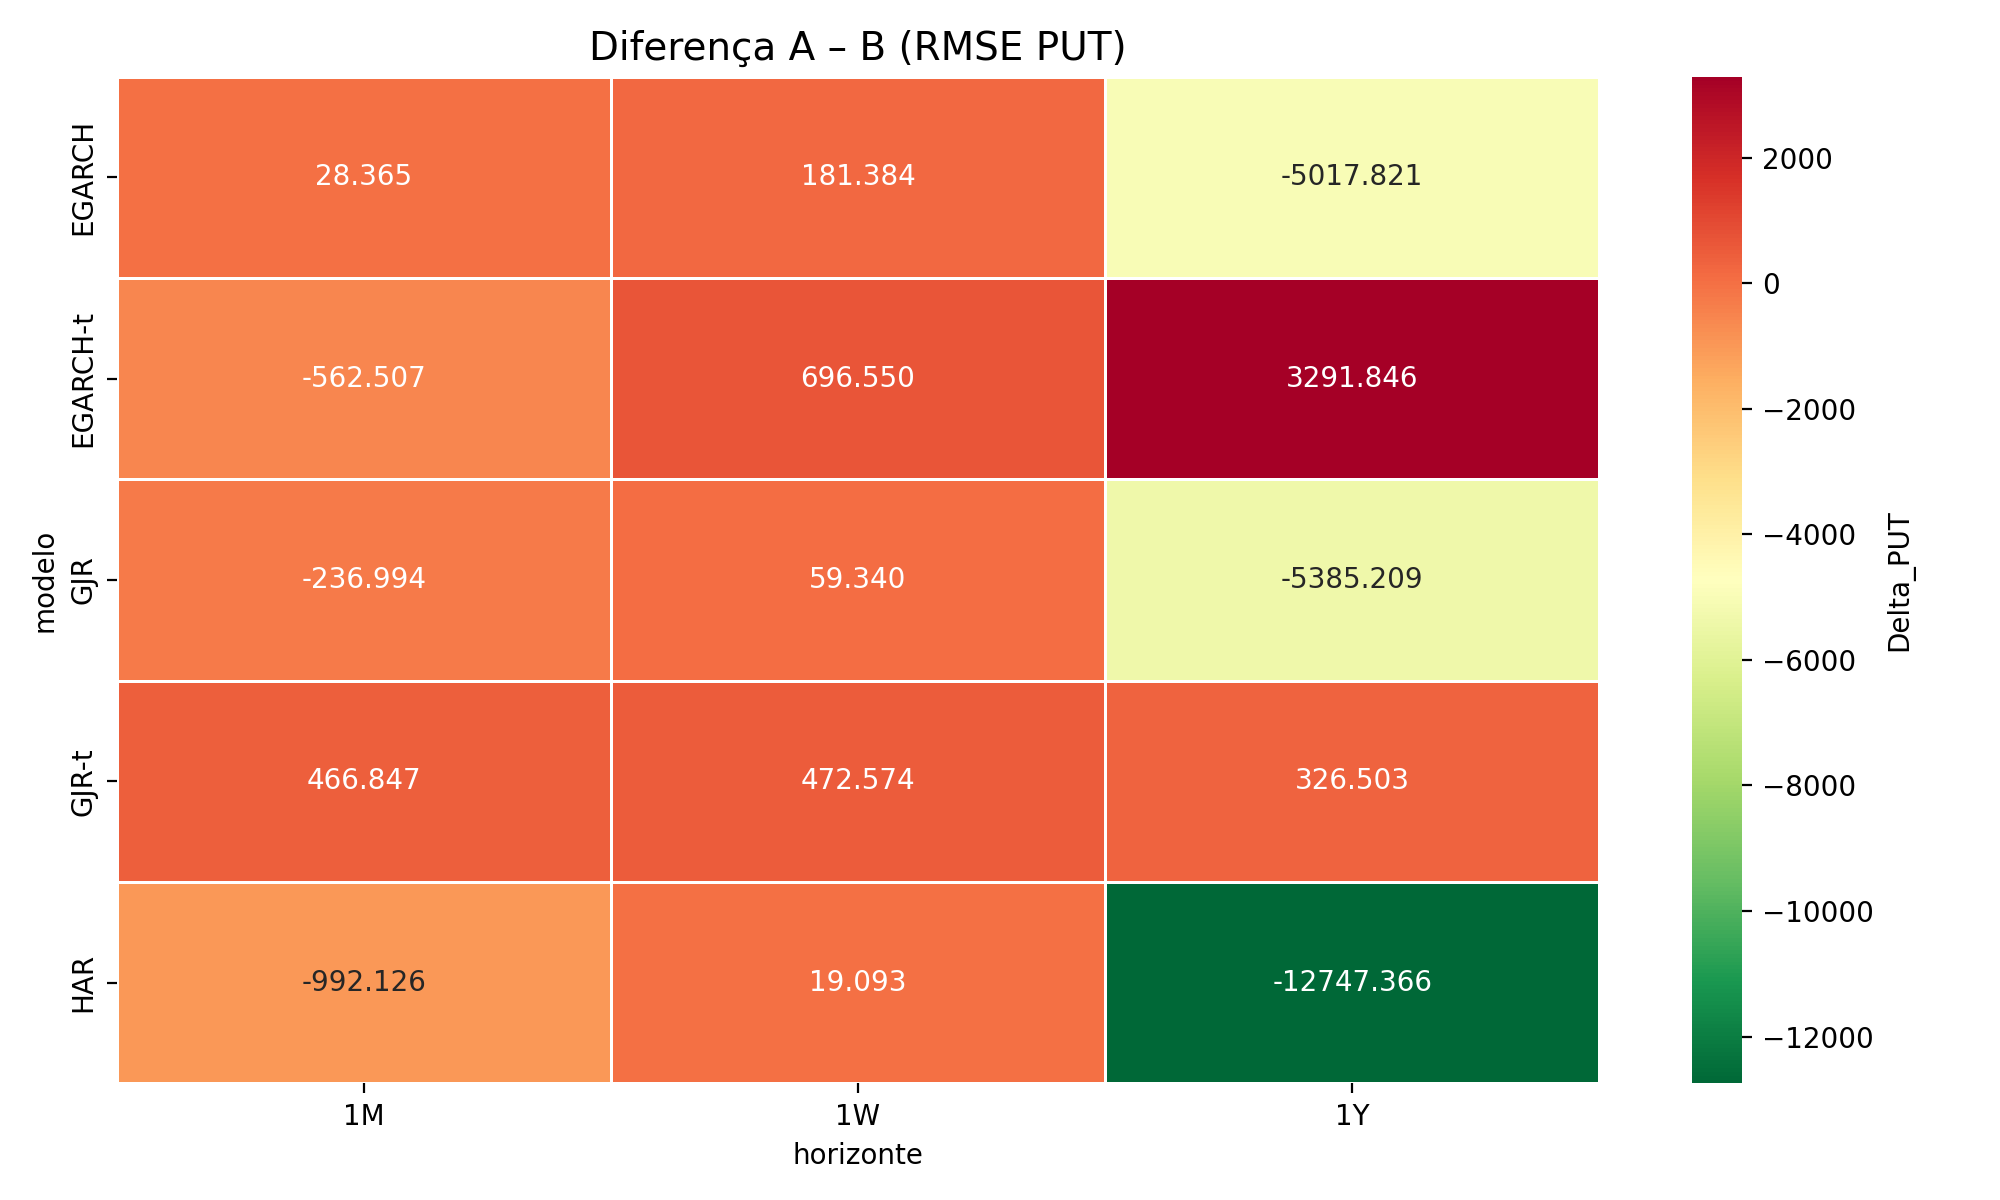 Diferença A – B (RMSE PUT)
modelo
EGARCH
28.365
181.384
-5017.821
EGARCH-t
-562.507
696.550
3291.846
GJR
-236.994
59.340
-5385.209
GJR-t
466.847
472.574
326.503
HAR
-992.126
19.093
-12747.366
1M
1W
1Y
horizonte
2000
0
−2000
−4000
−6000
−8000
−10000
−12000
Delta_PUT